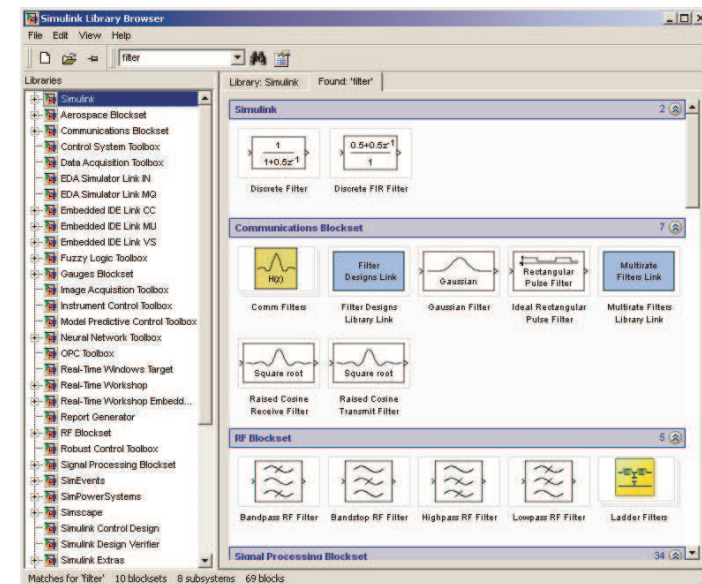 Simulink Library Browser
File Edit View Help
filter
Libraries
Library: Simulink Found: 'filter'
Simulink
Aerospace Blockset
Communications Blockset
Control System Toolbox
Data Acquisition Toolbox
EDA Simulator Link IN
EDA Simulator Link MQ
Embedded IDE Link CC
Embedded IDE Link MU
Embedded IDE Link VS
Fuzzy Logic Toolbox
Gauges Blockset
Image Acquisition Toolbox
Instrument Control Toolbox
Model Predictive Control Toolbox
Neural Network Toolbox
OPC Toolbox
Real-Time Windows Target
Real-Time Workshop
Real-Time Workshop Embedd...
Report Generator
RF Blockset
Robust Control Toolbox
Signal Processing Blockset
SimEvents
SimPowerSystems
Simscape
Simulink Control Design
Simulink Design Verifier
Simulink Extras
Simulink 2
1
1+0.5z^-1
0.5+0.5z^-1
1
Discrete Filter Discrete FIR Filter
Communications Blockset 7
H(z)
Filter
Designs Link
Gaussian
Rectangular
Pulse Filter
Multirate
Filters Link
Comm Filters
Filter Designs
Library Link
Gaussian Filter
Ideal Rectangular
Pulse Filter
Multirate Filters
Library Link
Square root
Square root
Raised Cosine
Receive Filter
Raised Cosine
Transmit Filter
RF Blockset 5
Bandpass RF Filter Bandstop RF Filter Highpass RF Filter Lowpass RF Filter Ladder Filters
Signal Processing Blockset 34
Matches for 'filter' 10 blocksets 8 subsystems 69 blocks